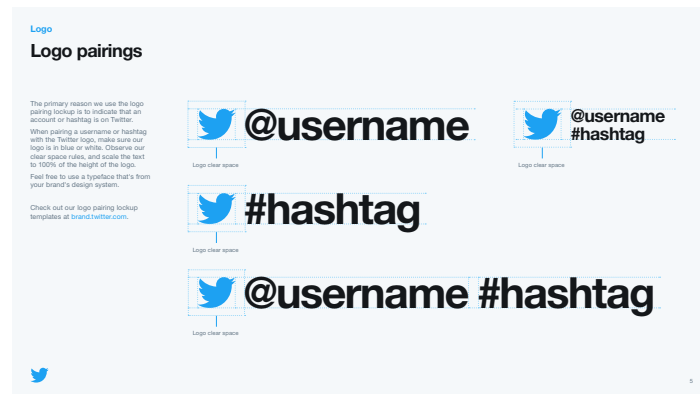 Logo
Logo pairings
The primary reason we use the logo
pairing lockup is to indicate that an
account or hashtag is on Twitter.
When pairing a username or hashtag
with the Twitter logo, make sure our
logo is in blue or white. Observe our
clear space rules, and scale the text
to 100% of the height of the logo.
Feel free to use a typeface that's from
your brand's design system.
Check out our logo pairing lockup
templates at brand.twitter.com.
@username
Logo clear space
@username
#hashtag
Logo clear space
#hashtag
Logo clear space
@username #hashtag
Logo clear space
5